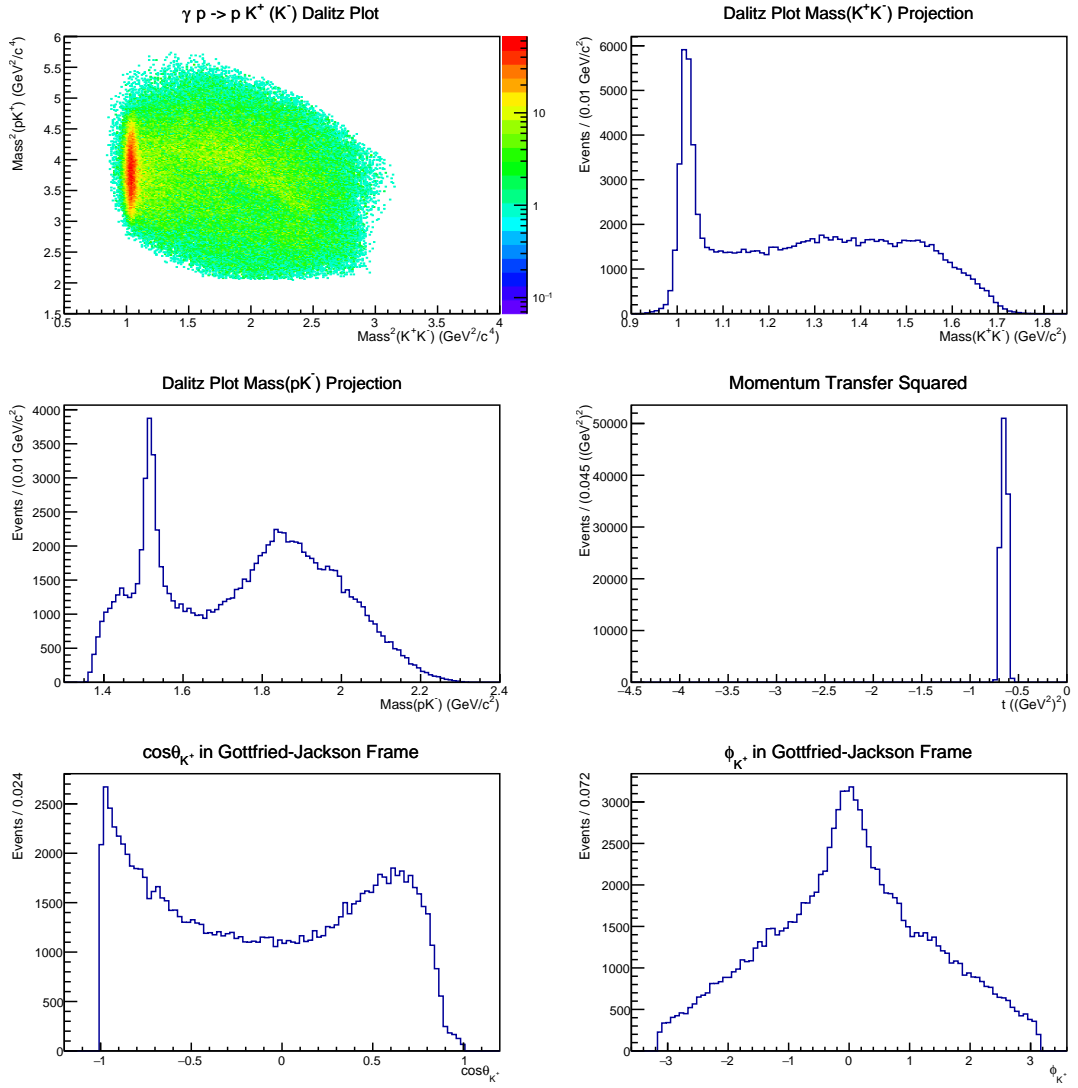 γ p -> p K⁺ (K⁻) Dalitz Plot
Mass²(pK⁺) (GeV²/c⁴)
6
5.5
5
4.5
4
3.5
3
2.5
2
1.5
0.5 1 1.5 2 2.5 3 3.5 4
Mass²(K⁺K⁻) (GeV²/c⁴)
10
1
10⁻¹
Dalitz Plot Mass(K⁺K⁻) Projection
Events / (0.01 GeV/c²)
6000
5000
4000
3000
2000
1000
0
0.9 1 1.1 1.2 1.3 1.4 1.5 1.6 1.7 1.8
Mass(K⁺K⁻) (GeV/c²)
Dalitz Plot Mass(pK⁻) Projection
Events / (0.01 GeV/c²)
4000
3500
3000
2500
2000
1500
1000
500
0
1.4 1.6 1.8 2 2.2 2.4
Mass(pK⁻) (GeV/c²)
Momentum Transfer Squared
Events / (0.045 ((GeV)²)²)
50000
40000
30000
20000
10000
0
−4.5 −4 −3.5 −3 −2.5 −2 −1.5 −1 −0.5 0
t ((GeV)²)²)
cosθK⁺ in Gottfried-Jackson Frame
Events / 0.024
2500
2000
1500
1000
500
0
−1 −0.5 0 0.5 1
cosθK⁺
ϕK⁺ in Gottfried-Jackson Frame
Events / 0.072
3000
2500
2000
1500
1000
500
0
−3 −2 −1 0 1 2 3
ϕK⁺